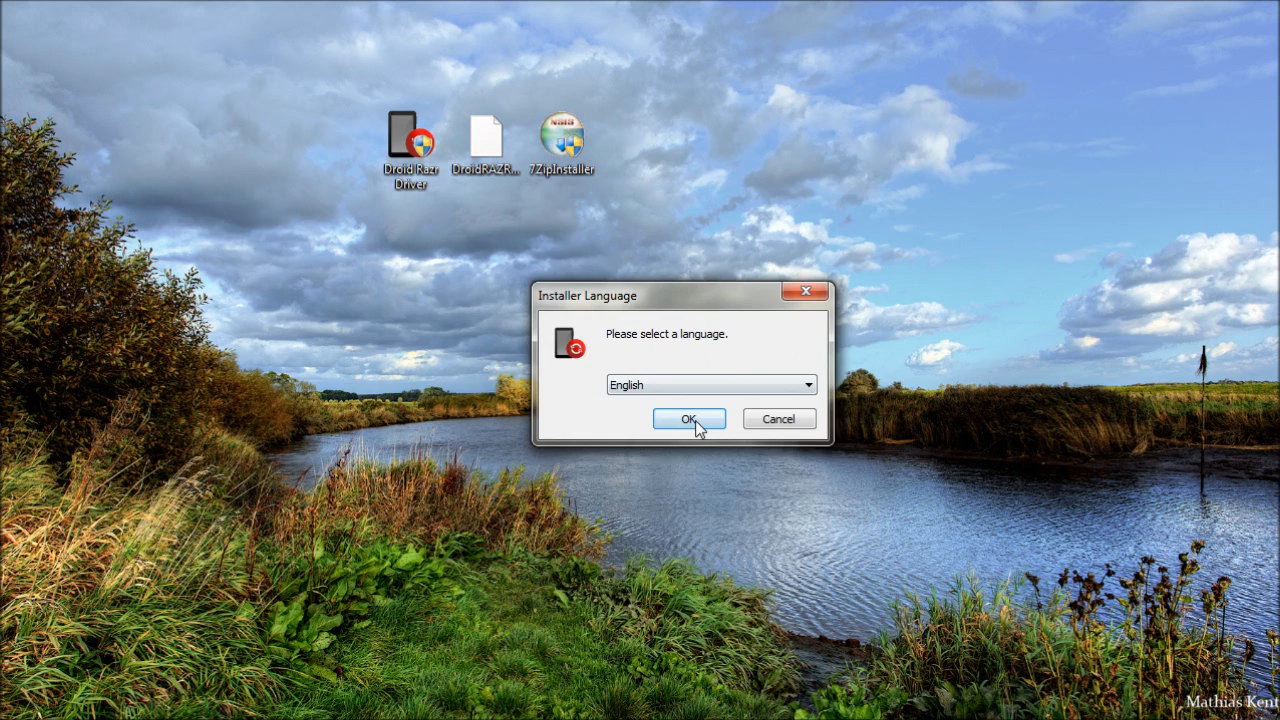 Droid Razr
Driver
DroidRAZR...
7ZipInstaller
Installer Language
Please select a language.
English
OK
Cancel
Mathias Kent